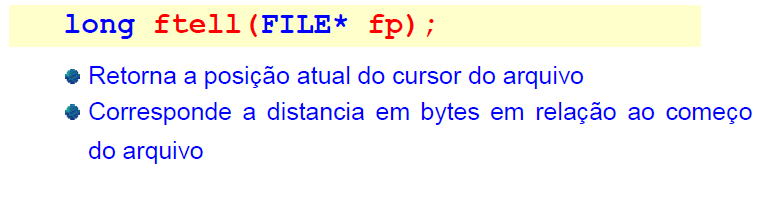 long ftell(FILE* fp);
Retorna a posição atual do cursor do arquivo
Corresponde a distancia em bytes em relação ao começo
do arquivo